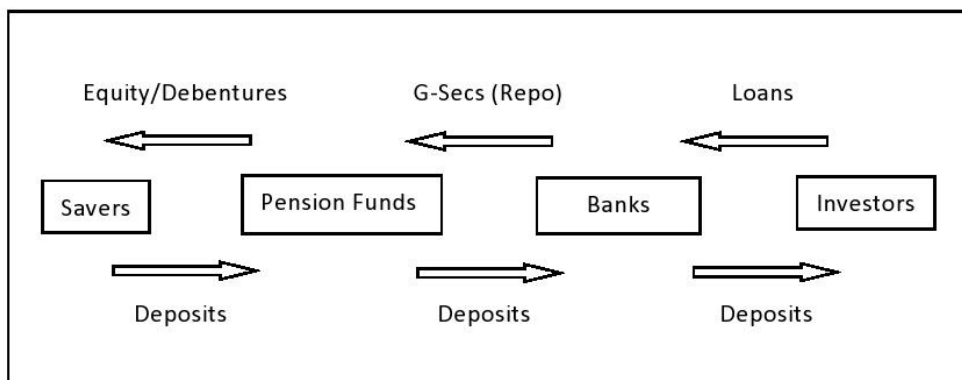 Equity/Debentures G-Secs (Repo) Loans
Savers Pension Funds Banks Investors
Deposits Deposits Deposits